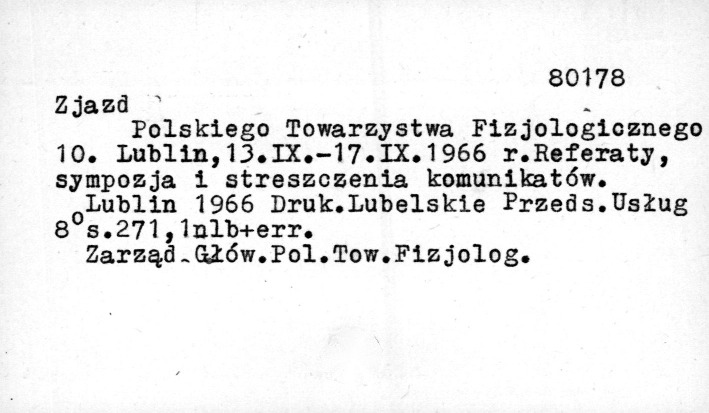 80178
Zjazd
Polskiego Towarzystwa Fizjologicznego
10. Lublin,13.IX.-17.IX.1966 r.Referaty,
sympozja i streszczenia komunikatów.
Lublin 1966 Druk.Lubelskie Przeds.Usług
8° s.271,1nlb+err.
Zarząd Głów.Pol.Tow.Fizjolog.